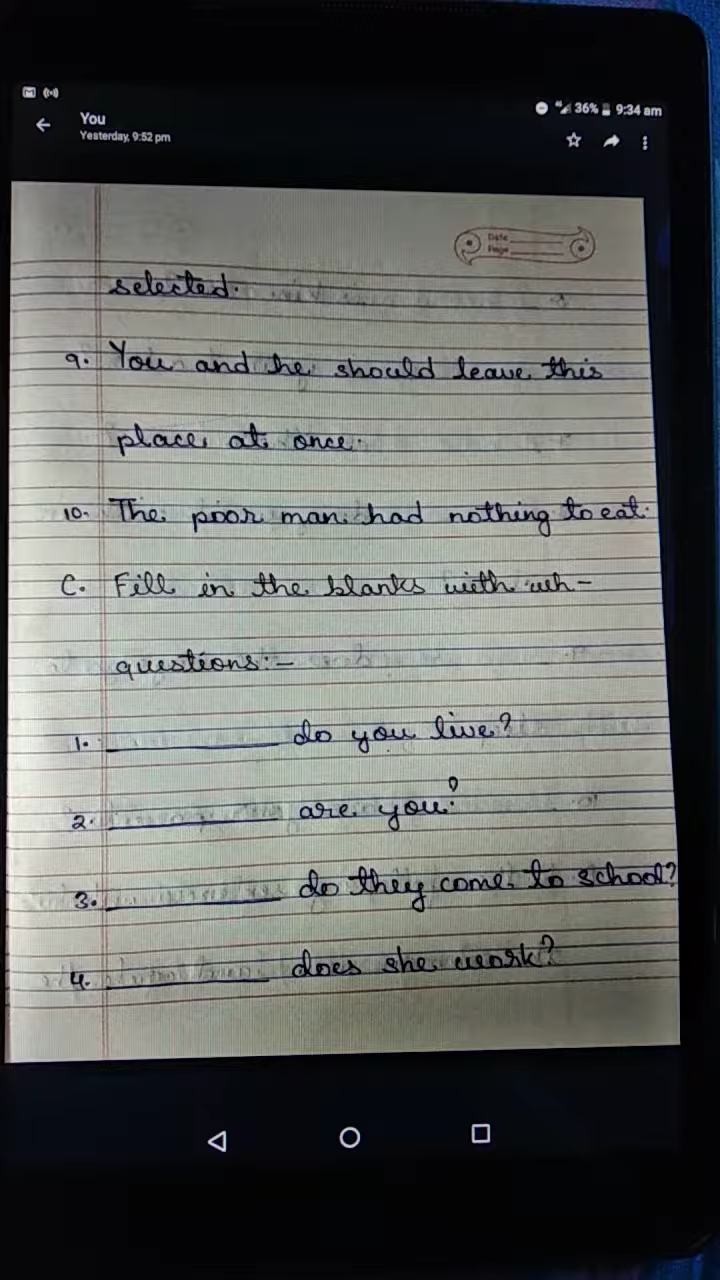 36% 9:34 am
You
Yesterday, 9:52 pm
Date
Page
selected.
9. You and he should leave this
place at once.
10. The poor man had nothing to eat.
C. Fill in the blanks with wh-
questions:-
1. __________ do you live?
2. __________ are you?
3. __________ do they come to school?
4. __________ does she work?